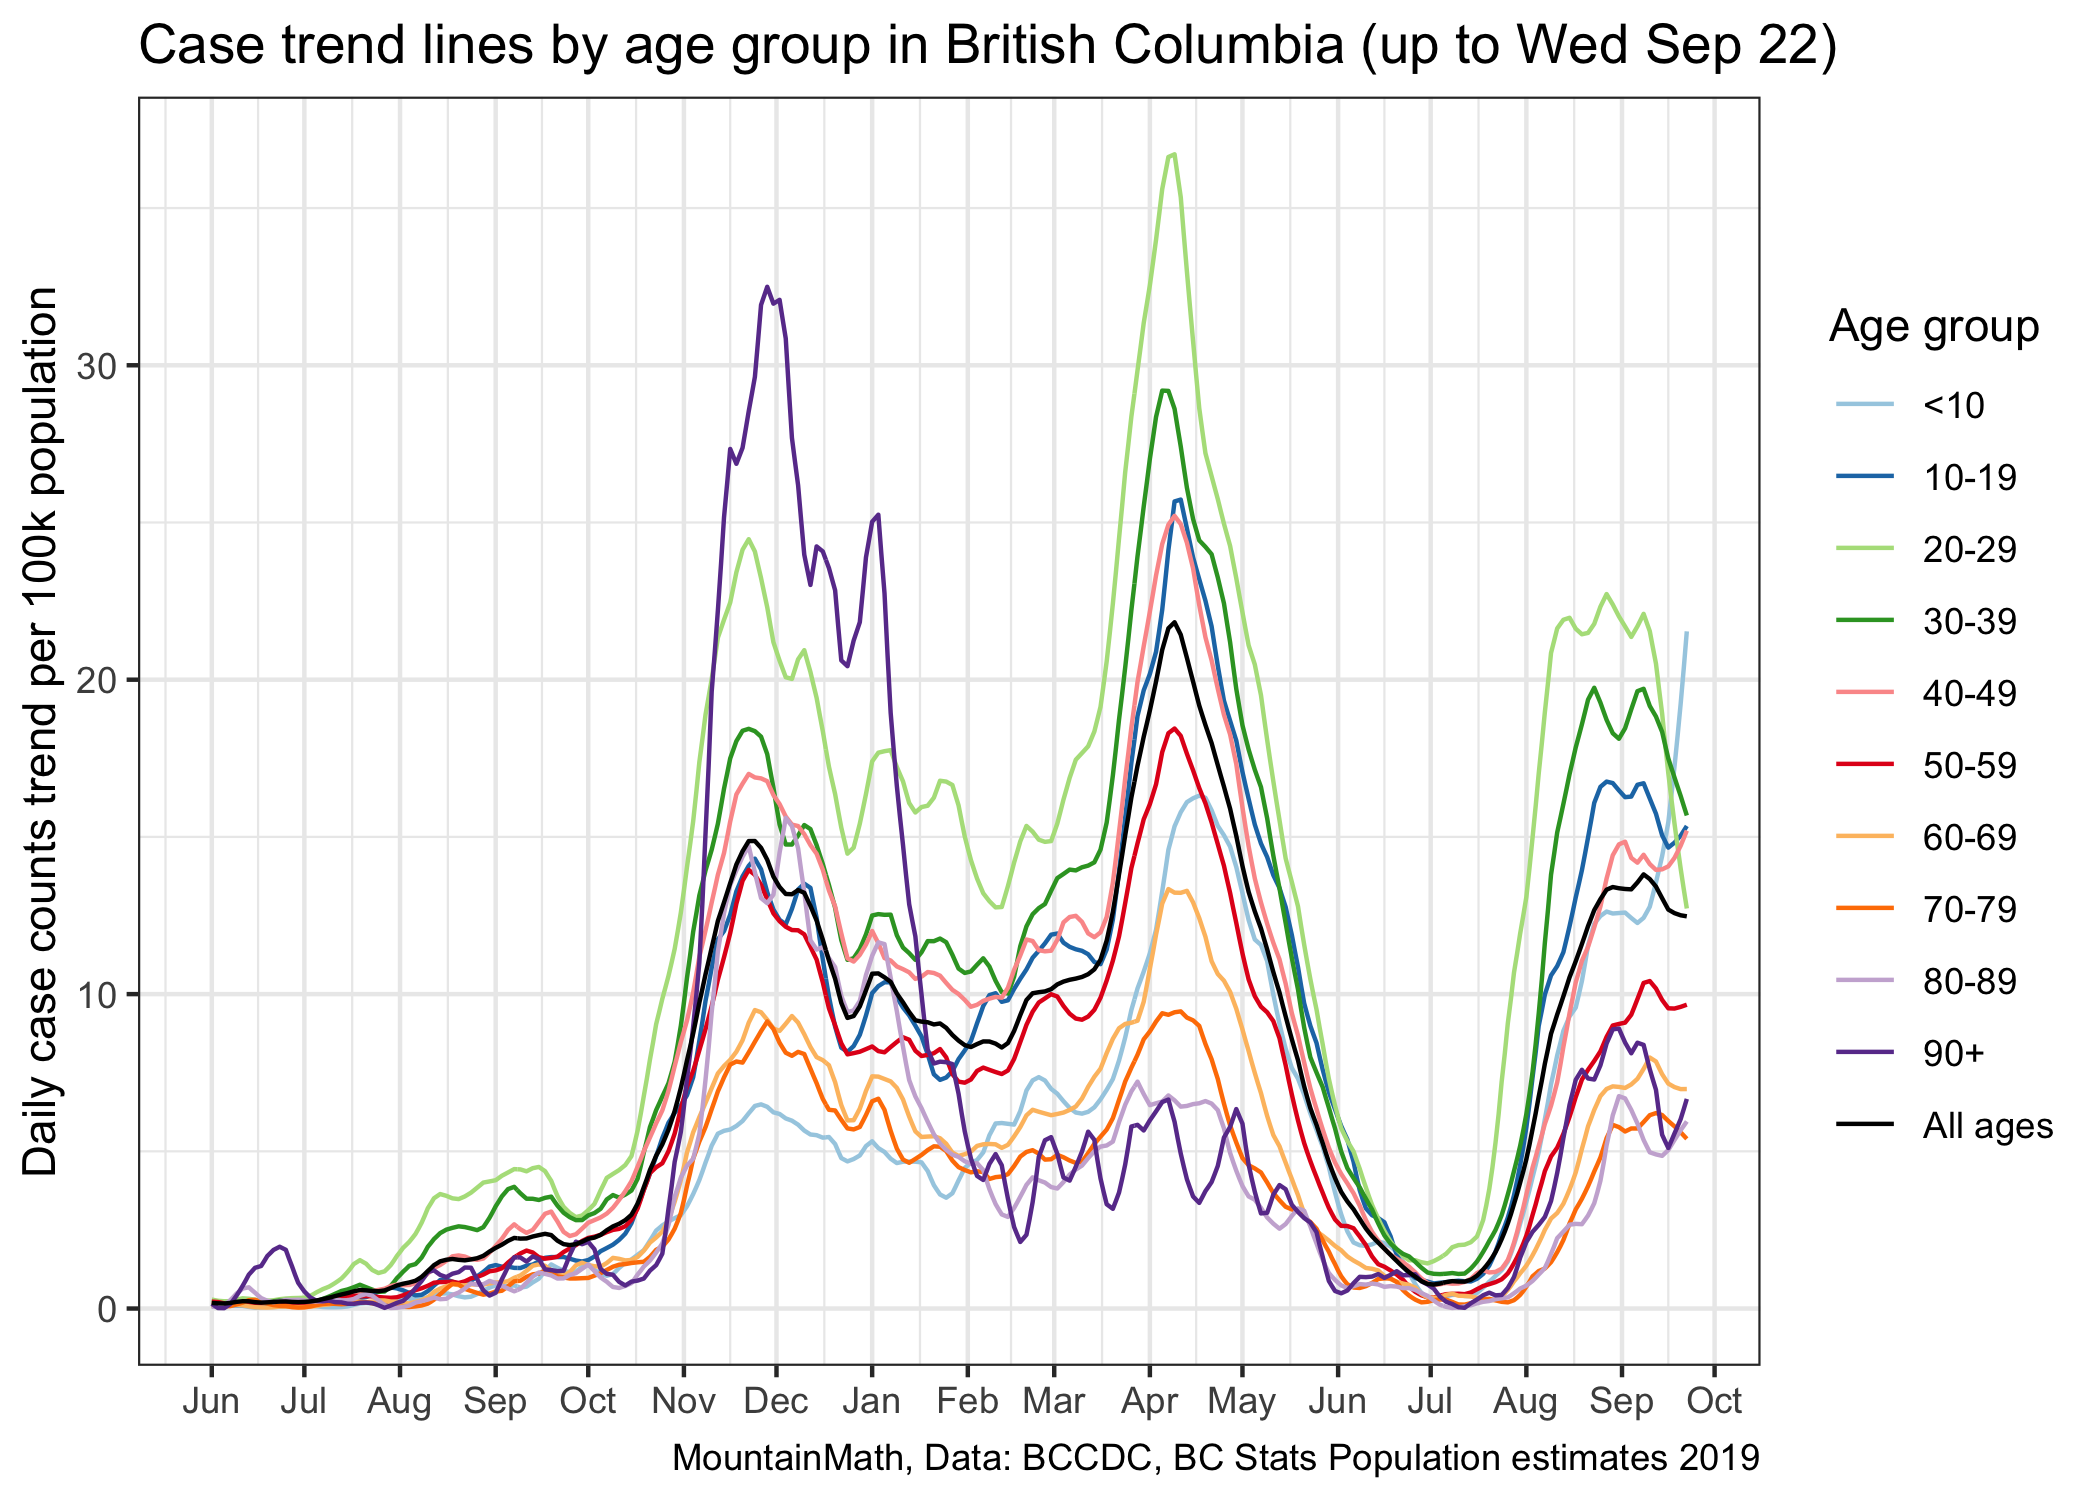 Case trend lines by age group in British Columbia (up to Wed Sep 22)
Daily case counts trend per 100k population
30
20
10
0
Jun Jul Aug Sep Oct Nov Dec Jan Feb Mar Apr May Jun Jul Aug Sep Oct
MountainMath, Data: BCCDC, BC Stats Population estimates 2019
Age group
<10
10-19
20-29
30-39
40-49
50-59
60-69
70-79
80-89
90+
All ages